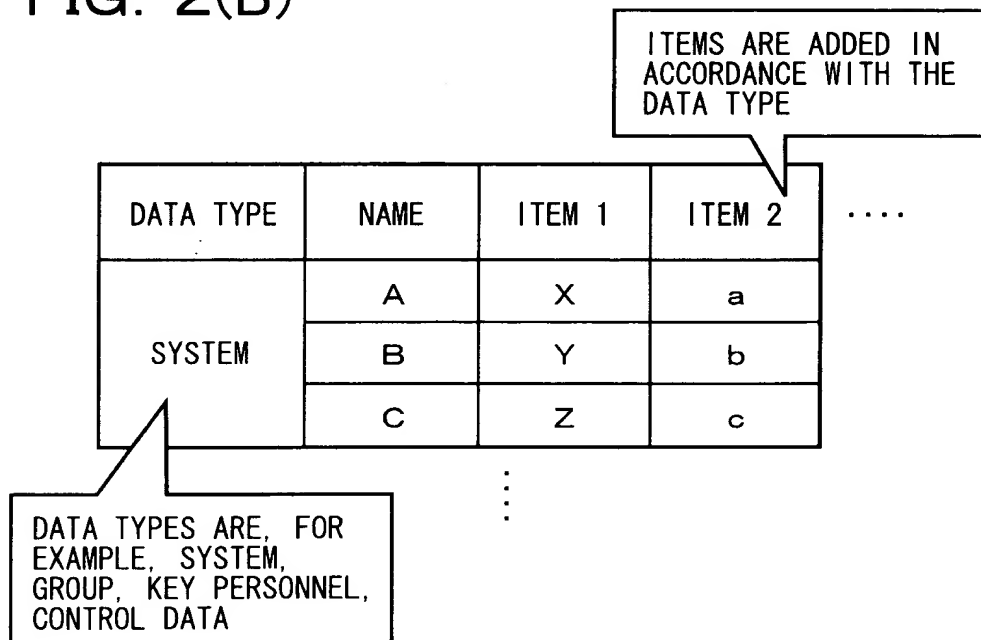 FIG. 2(B)
ITEMS ARE ADDED IN
ACCORDANCE WITH THE
DATA TYPE
DATA TYPE NAME ITEM 1 ITEM 2 ····
SYSTEM
A X a
B Y b
C Z c
DATA TYPES ARE, FOR
EXAMPLE, SYSTEM,
GROUP, KEY PERSONNEL,
CONTROL DATA